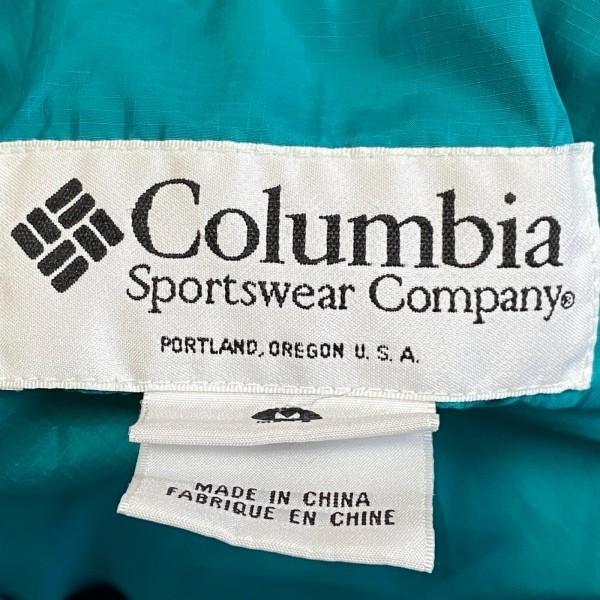 Columbia
Sportswear Company®
PORTLAND, OREGON U. S. A.
M
MADE IN CHINA
FABRIQUE EN CHINE